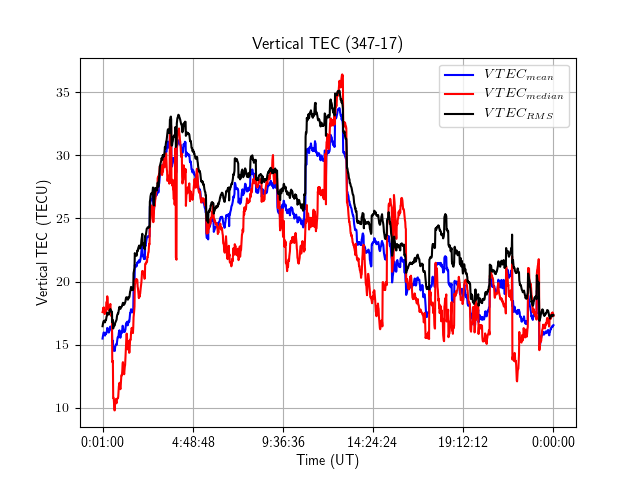 Vertical TEC (347-17)
VTEC_mean
VTEC_median
VTEC_RMS
Vertical TEC (TECU)
35
30
25
20
15
10
0:01:00 4:48:48 9:36:36 14:24:24 19:12:12 0:00:00
Time (UT)